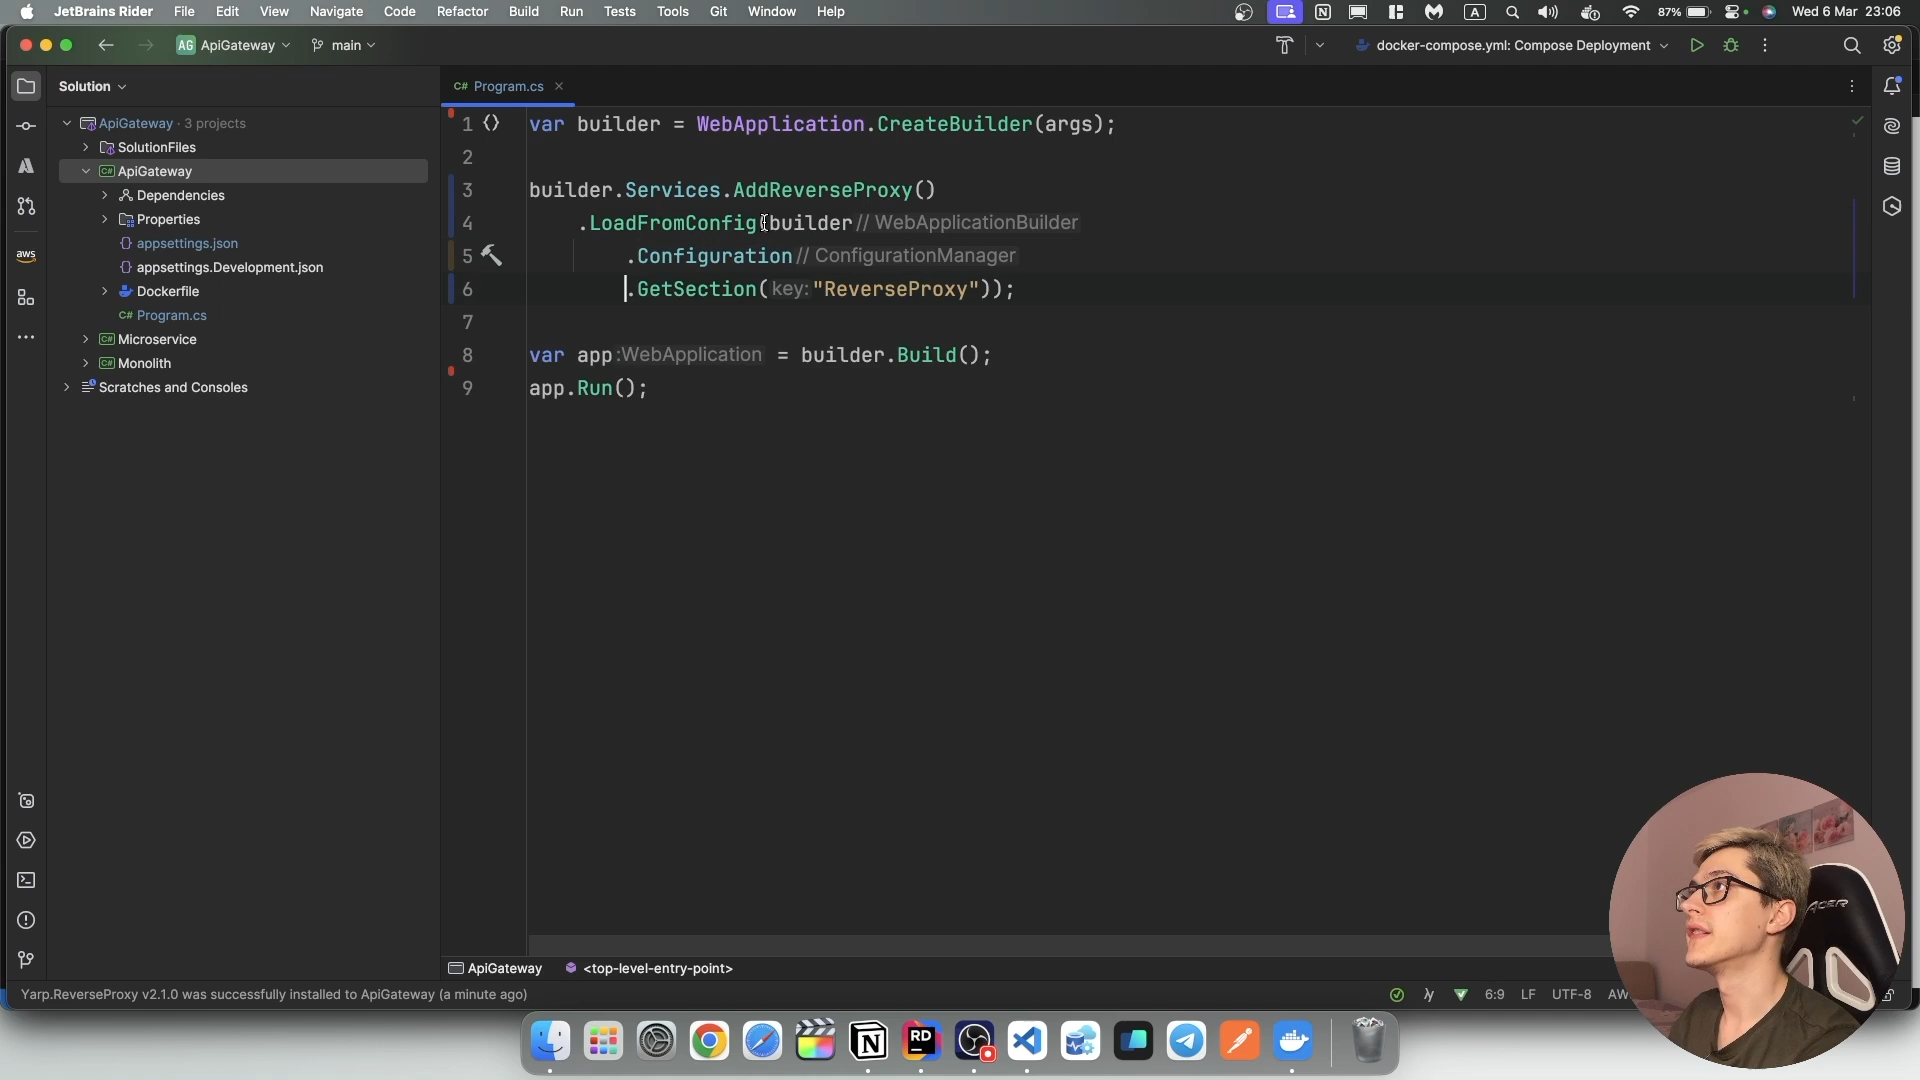 JetBrains Rider File Edit View Navigate Code Refactor Build Run Tests Tools Git Window Help A 87% Wed 6 Mar 23:06
AG ApiGateway main docker-compose.yml: Compose Deployment
Solution
C# Program.cs
ApiGateway · 3 projects
SolutionFiles
C# ApiGateway
Dependencies
Properties
{} appsettings.json
{} appsettings.Development.json
Dockerfile
C# Program.cs
C# Microservice
C# Monolith
Scratches and Consoles
aws
1 var builder = WebApplication.CreateBuilder(args);
2
3 builder.Services.AddReverseProxy()
4 .LoadFromConfig(builder // WebApplicationBuilder
5 .Configuration // ConfigurationManager
6 .GetSection(key: "ReverseProxy"));
7
8 var app :WebApplication = builder.Build();
9 app.Run();
ApiGateway <top-level-entry-point>
Yarp.ReverseProxy v2.1.0 was successfully installed to ApiGateway (a minute ago) 6:9 LF UTF-8 AW
ACER
RD